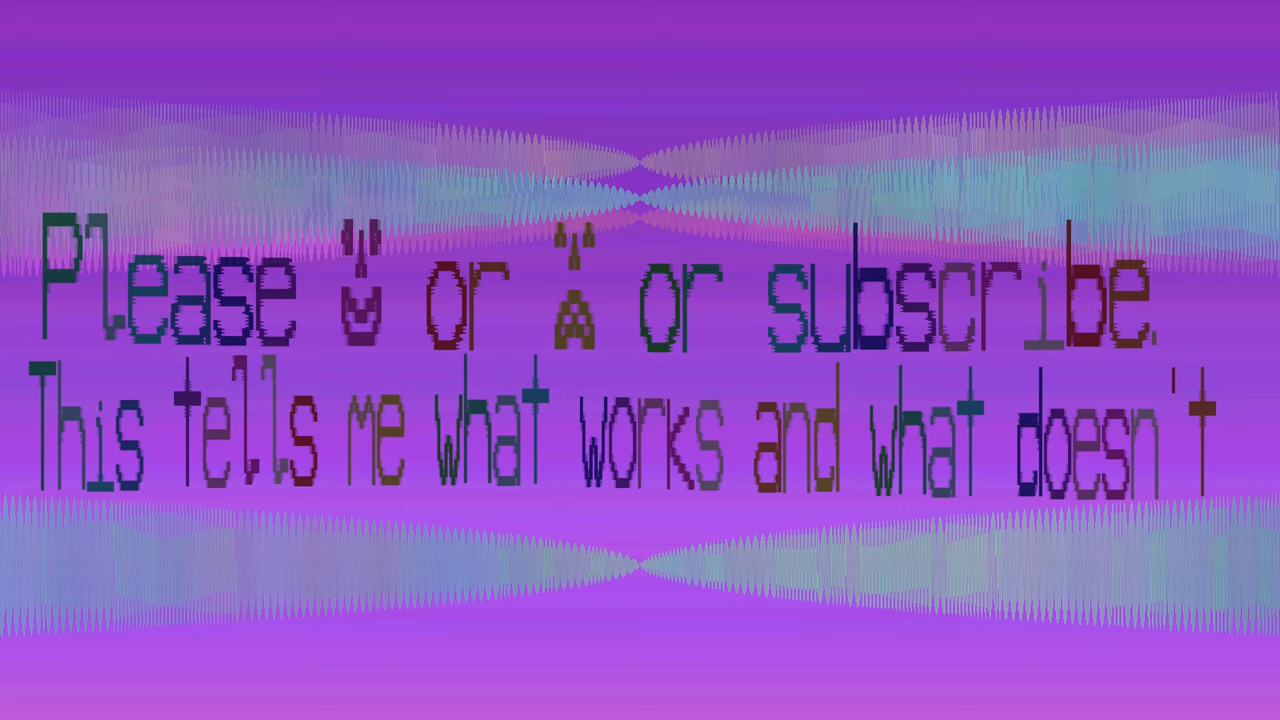 Please or or subscribe.
This tells me what works and what doesn't